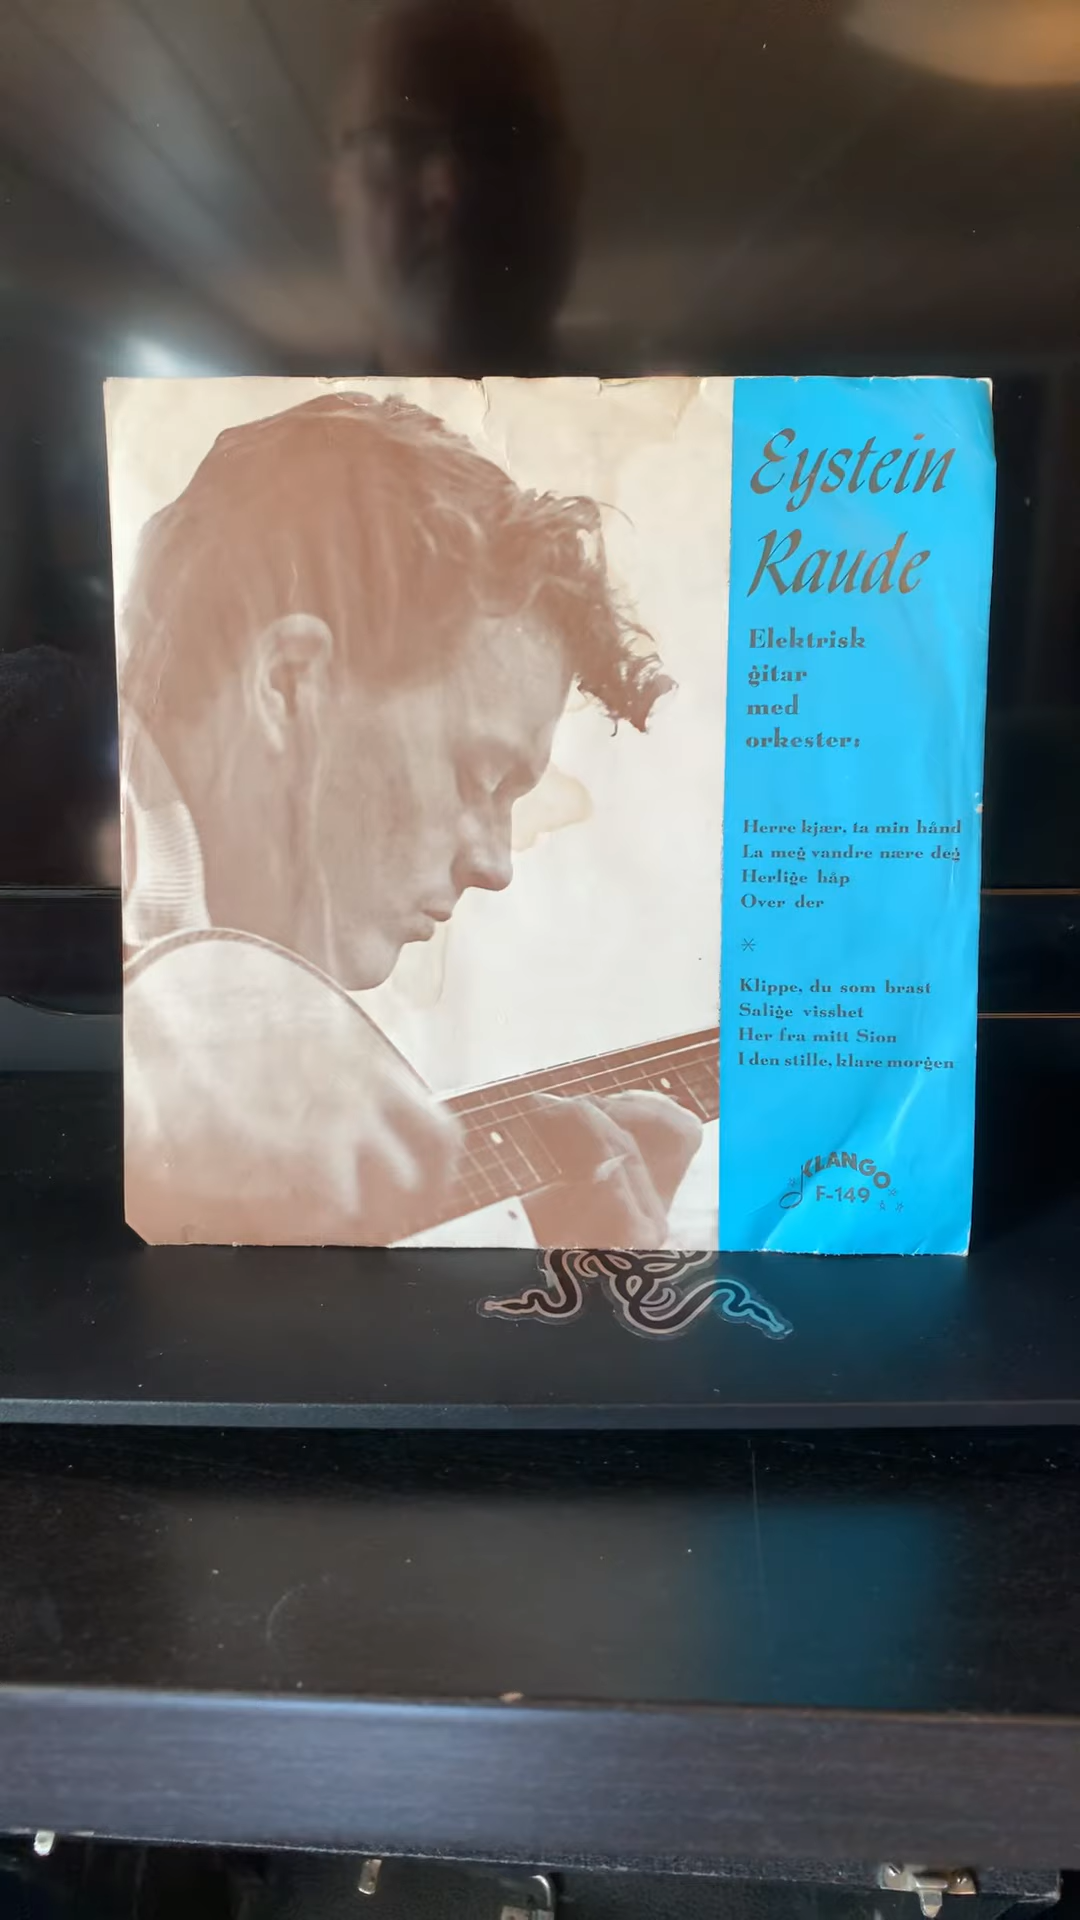 Eystein
Raude
Elektrisk
gitar
med
orkester:
Herre kjær, ta min hånd
La meg vandre nære deg
Herlige håp
Over der
Klippe, du som brast
Salige visshet
Her fra mitt Sion
I den stille, klare morgen
KLANGO
F-149